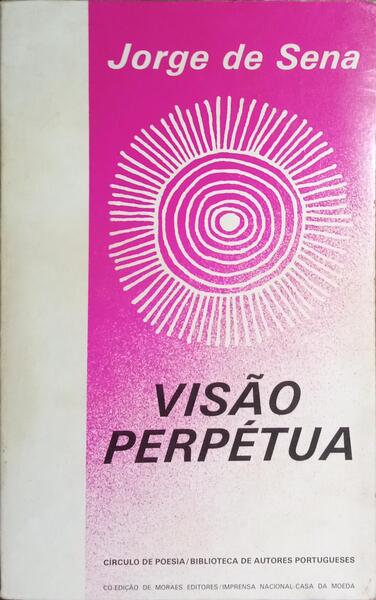 Jorge de Sena
VISÃO
PERPÉTUA
CÍRCULO DE POESIA/BIBLIOTECA DE AUTORES PORTUGUESES
CO-EDIÇÃO DE MORAES EDITORES/IMPRENSA NACIONAL-CASA DA MOEDA